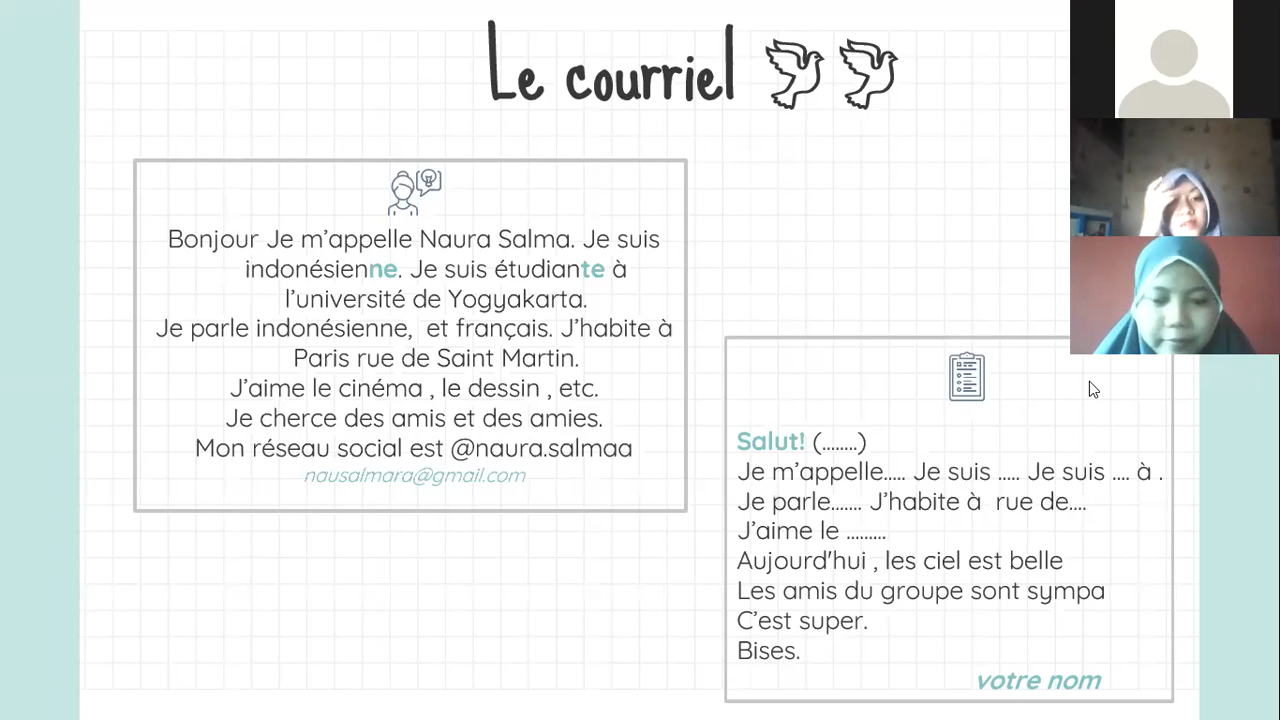 Le courriel
Bonjour Je m'appelle Naura Salma. Je suis
indonésienne. Je suis étudiante à
l'université de Yogyakarta.
Je parle indonésienne, et français. J'habite à
Paris rue de Saint Martin.
J'aime le cinéma , le dessin , etc.
Je cherce des amis et des amies.
Mon réseau social est @naura.salmaa
nausalmara@gmail.com
Salut! (........)
Je m'appelle..... Je suis ..... Je suis .... à .
Je parle....... J'habite à rue de....
J'aime le .........
Aujourd'hui , les ciel est belle
Les amis du groupe sont sympa
C'est super.
Bises.
votre nom